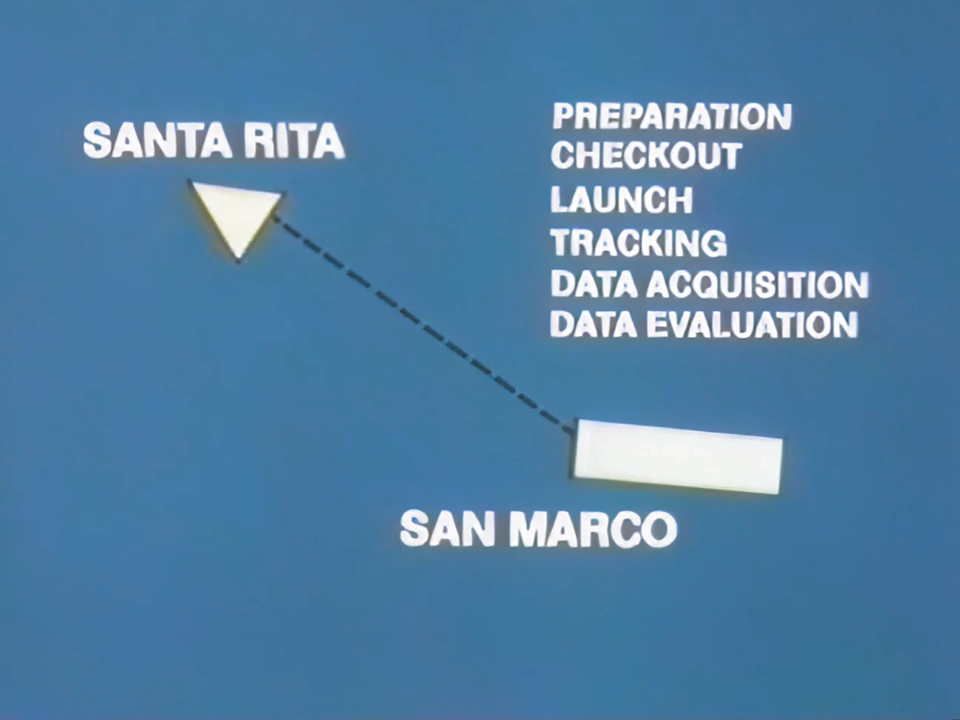 SANTA RITA
PREPARATION
CHECKOUT
LAUNCH
TRACKING
DATA ACQUISITION
DATA EVALUATION
SAN MARCO